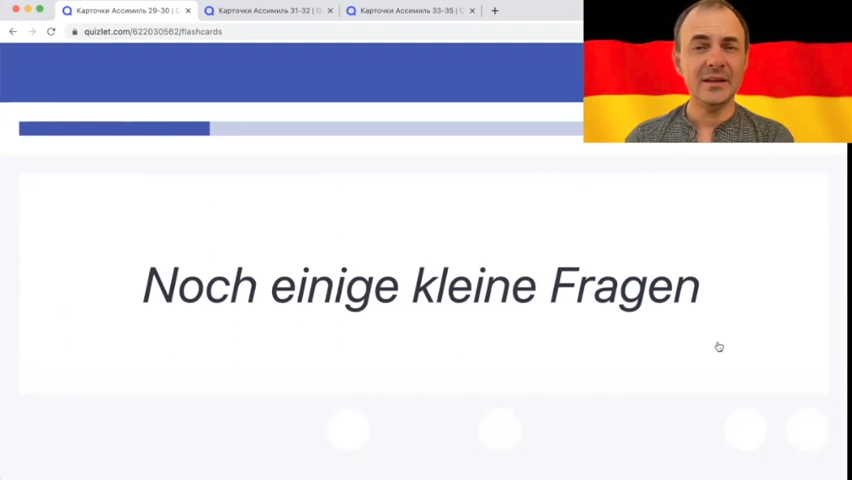 Карточки Ассимиль 29-30 | 
Карточки Ассимиль 31-32 | Q
Карточки Ассимиль 33-35 |
quizlet.com/622030562/flashcards
Noch einige kleine Fragen